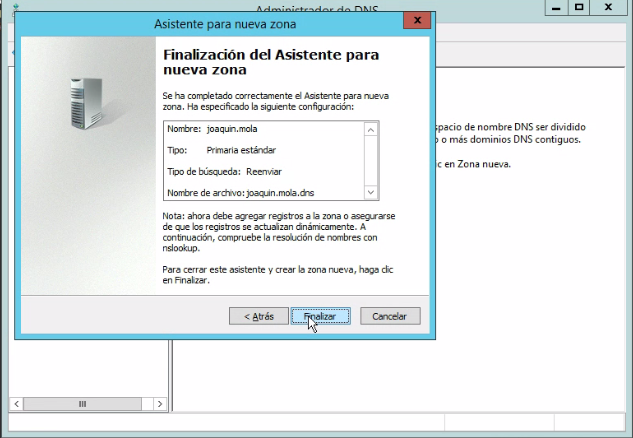 Administrador de DNS
Asistente para nueva zona
x
Finalización del Asistente para
nueva zona
Se ha completado correctamente el Asistente para nueva
zona. Ha especificado la siguiente configuración:
Nombre: joaquin.mola
Tipo: Primaria estándar
Tipo de búsqueda: Reenviar
Nombre de archivo:joaquin.mola.dns
Nota: ahora debe agregar registros a la zona o asegurarse
de que los registros se actualizan dinámicamente. A
continuación, compruebe la resolución de nombres con
nslookup.
Para cerrar este asistente y crear la zona nueva, haga clic
en Finalizar.
< Atrás
Finalizar
Cancelar
spacio de nombre DNS ser dividido
o más dominios DNS contiguos.
ic en Zona nueva.